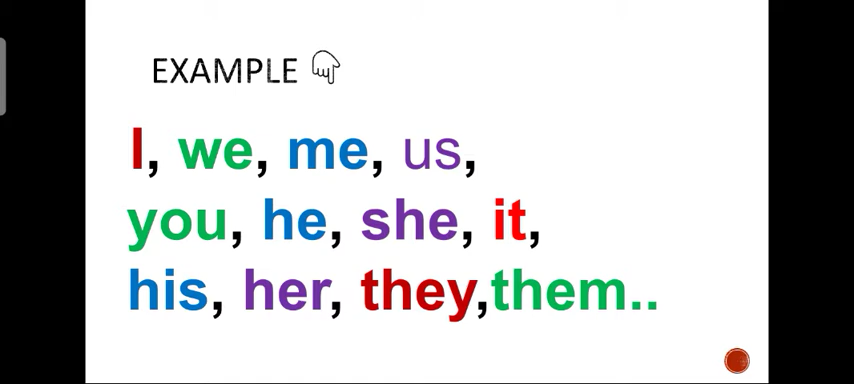 EXAMPLE
I, we, me, us,
you, he, she, it,
his, her, they,them..